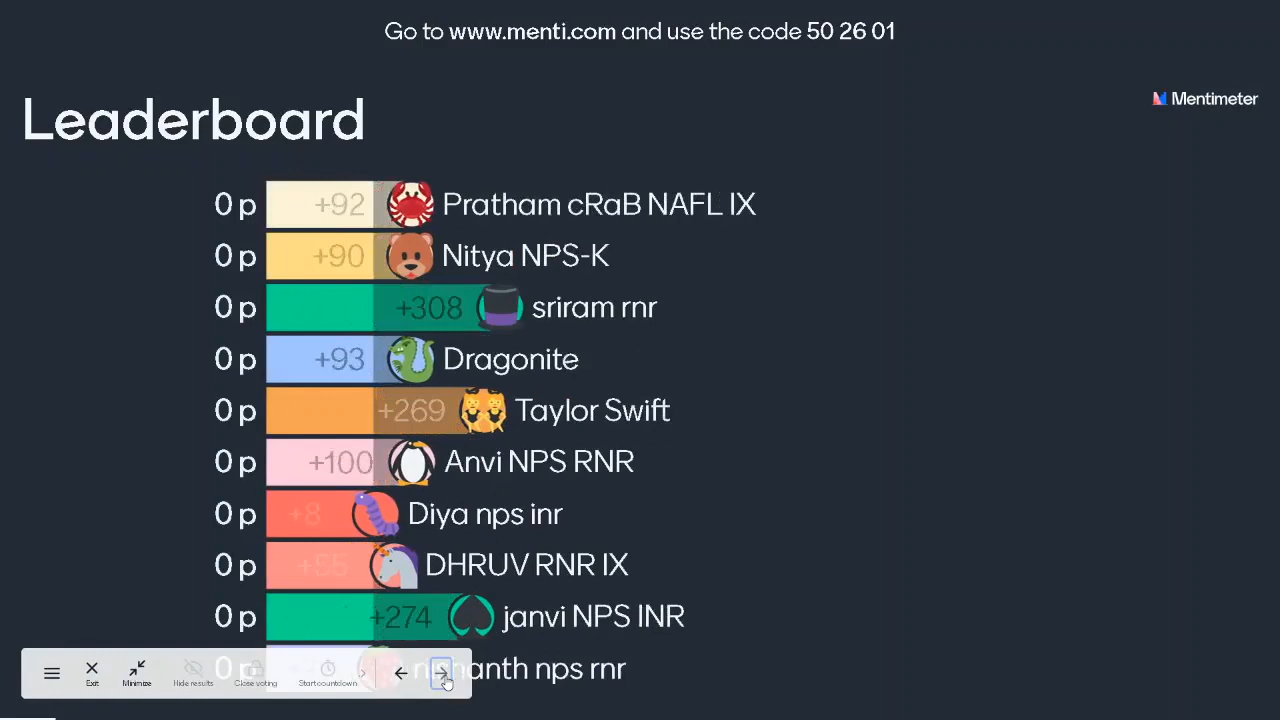 Go to www.menti.com and use the code 50 26 01
Leaderboard
Mentimeter
0 p +92 Pratham cRaB NAFL IX
0 p +90 Nitya NPS-K
0 p +308 sriram rnr
0 p +93 Dragonite
0 p +269 Taylor Swift
0 p +100 Anvi NPS RNR
0 p +8 Diya nps inr
0 p +55 DHRUV RNR IX
0 p +274 janvi NPS INR
0 p nishanth nps rnr
Exit Minimize Hide results Close voting Start countdown